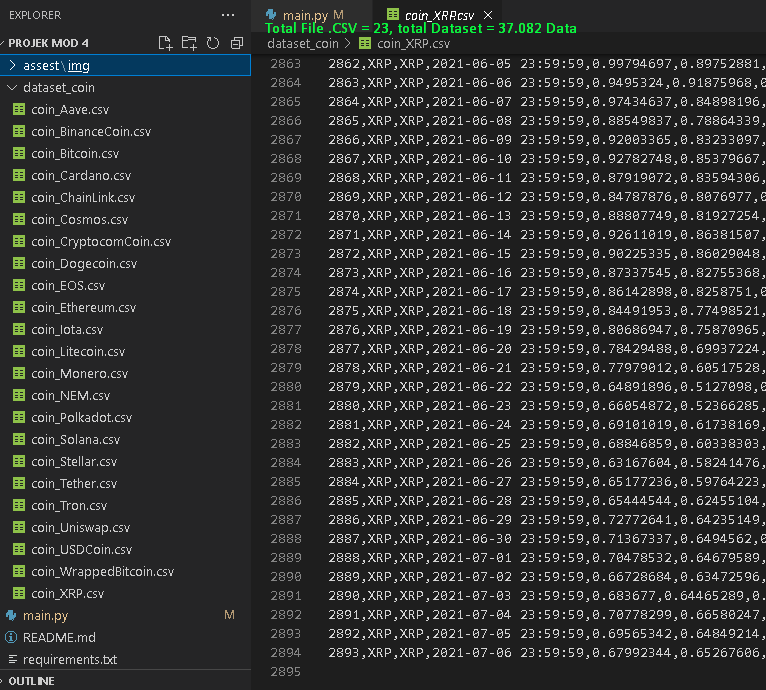 EXPLORER ...
PROJEK MOD 4
assest\img
dataset_coin
coin_Aave.csv
coin_BinanceCoin.csv
coin_Bitcoin.csv
coin_Cardano.csv
coin_ChainLink.csv
coin_Cosmos.csv
coin_CryptocomCoin.csv
coin_Dogecoin.csv
coin_EOS.csv
coin_Ethereum.csv
coin_Iota.csv
coin_Litecoin.csv
coin_Monero.csv
coin_NEM.csv
coin_Polkadot.csv
coin_Solana.csv
coin_Stellar.csv
coin_Tether.csv
coin_Tron.csv
coin_Uniswap.csv
coin_USDCoin.csv
coin_WrappedBitcoin.csv
coin_XRP.csv
main.py M
README.md
requirements.txt
OUTLINE
main.py M coin_XRP.csv
Total File .CSV = 23, total Dataset = 37.082 Data
dataset_coin > coin_XRP.csv
2863 2862,XRP,XRP,2021-06-05 23:59:59,0.99794697,0.89752881,
2864 2863,XRP,XRP,2021-06-06 23:59:59,0.9495324,0.91875968,0
2865 2864,XRP,XRP,2021-06-07 23:59:59,0.97434637,0.84898196,
2866 2865,XRP,XRP,2021-06-08 23:59:59,0.88549837,0.78864339,
2867 2866,XRP,XRP,2021-06-09 23:59:59,0.92003365,0.83233097,
2868 2867,XRP,XRP,2021-06-10 23:59:59,0.92782748,0.85379667,
2869 2868,XRP,XRP,2021-06-11 23:59:59,0.87919072,0.83594306,
2870 2869,XRP,XRP,2021-06-12 23:59:59,0.84787876,0.8076977,0
2871 2870,XRP,XRP,2021-06-13 23:59:59,0.88807749,0.81927254,
2872 2871,XRP,XRP,2021-06-14 23:59:59,0.92611019,0.86381507,
2873 2872,XRP,XRP,2021-06-15 23:59:59,0.90225335,0.86029048,
2874 2873,XRP,XRP,2021-06-16 23:59:59,0.87337545,0.82755368,
2875 2874,XRP,XRP,2021-06-17 23:59:59,0.86142898,0.8258751,0
2876 2875,XRP,XRP,2021-06-18 23:59:59,0.84491953,0.77498521,
2877 2876,XRP,XRP,2021-06-19 23:59:59,0.80686947,0.75870965,
2878 2877,XRP,XRP,2021-06-20 23:59:59,0.78429488,0.69937224,
2879 2878,XRP,XRP,2021-06-21 23:59:59,0.77979012,0.60517528,
2880 2879,XRP,XRP,2021-06-22 23:59:59,0.64891896,0.5127098,0
2881 2880,XRP,XRP,2021-06-23 23:59:59,0.66054872,0.52366285,
2882 2881,XRP,XRP,2021-06-24 23:59:59,0.69101019,0.61738169,
2883 2882,XRP,XRP,2021-06-25 23:59:59,0.68846859,0.60338303,
2884 2883,XRP,XRP,2021-06-26 23:59:59,0.63167604,0.58241476,
2885 2884,XRP,XRP,2021-06-27 23:59:59,0.65177236,0.59764223,
2886 2885,XRP,XRP,2021-06-28 23:59:59,0.65444544,0.62455104,
2887 2886,XRP,XRP,2021-06-29 23:59:59,0.72772641,0.64235149,
2888 2887,XRP,XRP,2021-06-30 23:59:59,0.71367337,0.6494562,0
2889 2888,XRP,XRP,2021-07-01 23:59:59,0.70478532,0.64679589,
2890 2889,XRP,XRP,2021-07-02 23:59:59,0.66728684,0.63472596,
2891 2890,XRP,XRP,2021-07-03 23:59:59,0.683677,0.64465289,0.
2892 2891,XRP,XRP,2021-07-04 23:59:59,0.70778299,0.66580247,
2893 2892,XRP,XRP,2021-07-05 23:59:59,0.69565342,0.64849214,
2894 2893,XRP,XRP,2021-07-06 23:59:59,0.67992344,0.65267606,
2895